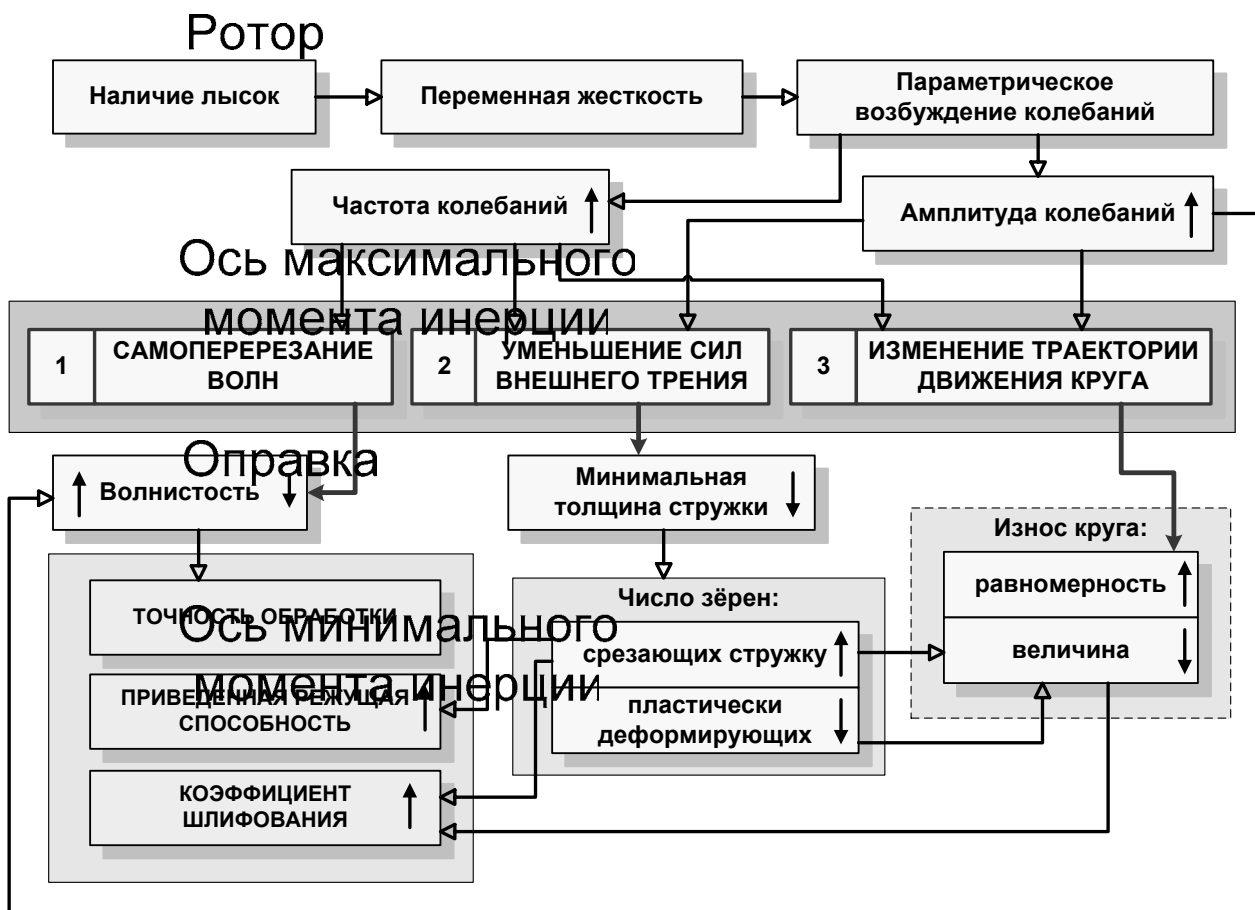 Ротор
Наличие лысок
Переменная жесткость
Параметрическое
возбуждение колебаний
Частота колебаний
Амплитуда колебаний
Ось максимального
момента инерции
1
САМОПЕРЕРЕЗАНИЕ
ВОЛН
2
УМЕНЬШЕНИЕ СИЛ
ВНЕШНЕГО ТРЕНИЯ
3
ИЗМЕНЕНИЕ ТРАЕКТОРИИ
ДВИЖЕНИЯ КРУГА
Оправка
Волнистость
Минимальная
толщина стружки
Износ круга:
равномерность
величина
Число зёрен:
срезающих стружку
пластически
деформирующих
ТОЧНОСТЬ ОБРАБОТКИ
Ось минимального
момента инерции
ПРИВЕДЕННАЯ РЕЖУЩАЯ
СПОСОБНОСТЬ
КОЭФФИЦИЕНТ
ШЛИФОВАНИЯ